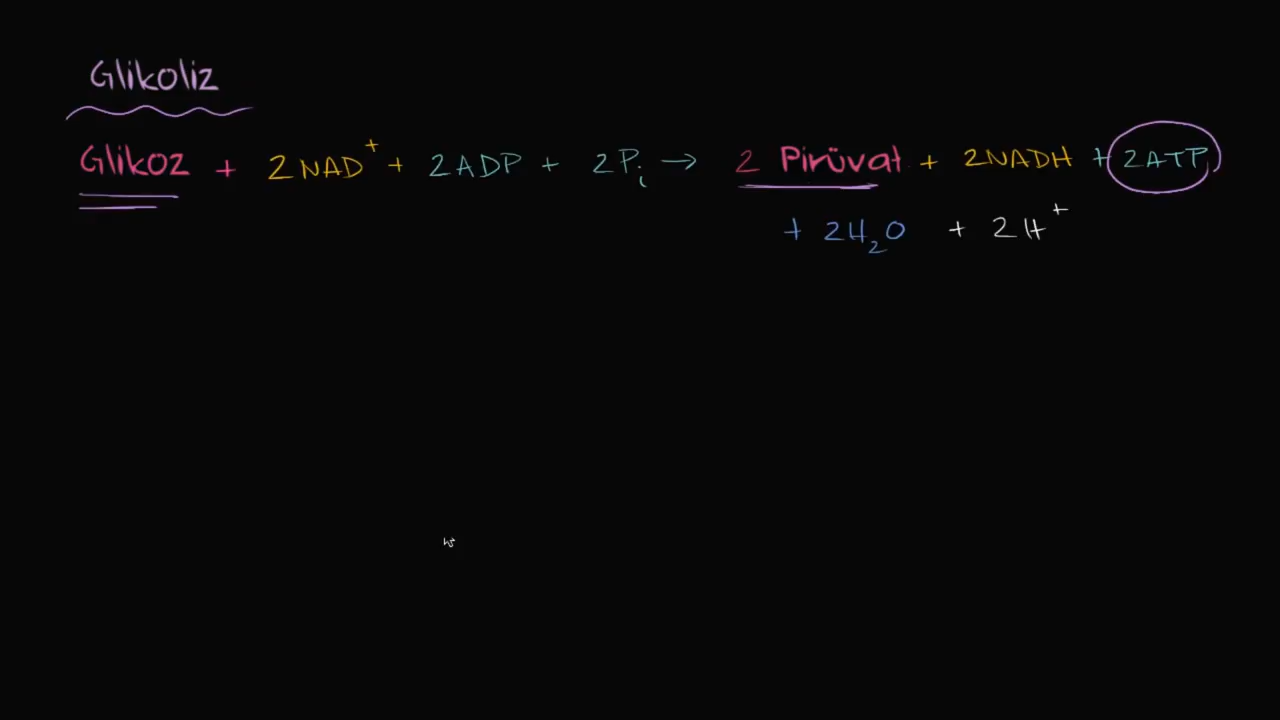 Glikoliz
Glikoz + 2NAD⁺ + 2ADP + 2Pᵢ → 2 Pirüvat + 2NADH + 2ATP
+ 2H₂O + 2H⁺